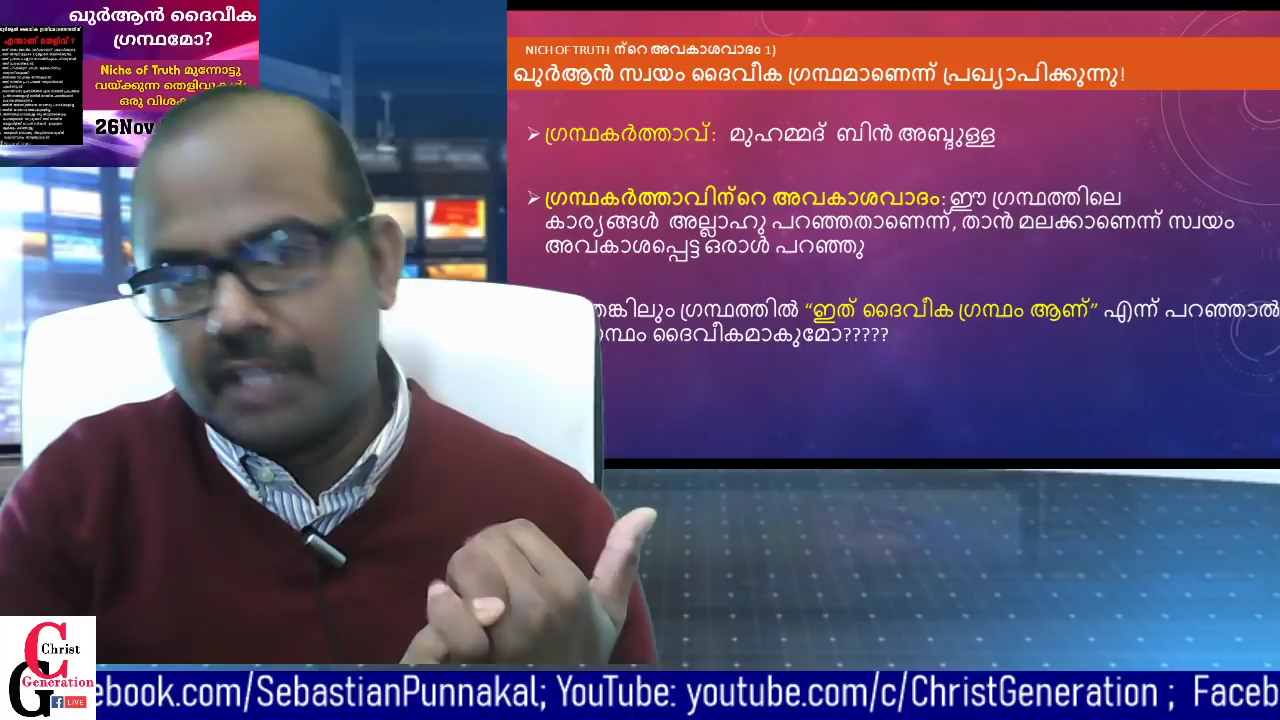 ഖുർആൻ ദൈവീക
ഗ്രന്ഥമോ?
എന്താണ് തെളിവ് ?
Niche of Truth മുന്നോട്ടു
വയ്ക്കുന്ന തെളിവുകൾ;
ഒരു
26Nov
NICH OF TRUTH ന്റെ അവകാശവാദം 1)
ഖുർആൻ സ്വയം ദൈവീക ഗ്രന്ഥമാണെന്ന് പ്രഖ്യാപിക്കുന്നു!
ഗ്രന്ഥകർത്താവ്: മുഹമ്മദ് ബിൻ അബ്ദുള്ള
ഗ്രന്ഥകർത്താവിന്റെ അവകാശവാദം: ഈ ഗ്രന്ഥത്തിലെ
കാര്യങ്ങൾ അല്ലാഹു പറഞ്ഞതാണെന്ന്, താൻ മലക്കാണെന്ന് സ്വയം
അവകാശപ്പെട്ട ഒരാൾ പറഞ്ഞു
തങ്കിലും ഗ്രന്ഥത്തിൽ “ഇത് ദൈവീക ഗ്രന്ഥം ആണ്” എന്ന് പറഞ്ഞാൽ
ന്ഥം ദൈവീകമാകുമോ?????
Christ
Generation
LIVE
ebook.com/SebastianPunnakal; YouTube: youtube.com/c/ChristGeneration ; Faceb